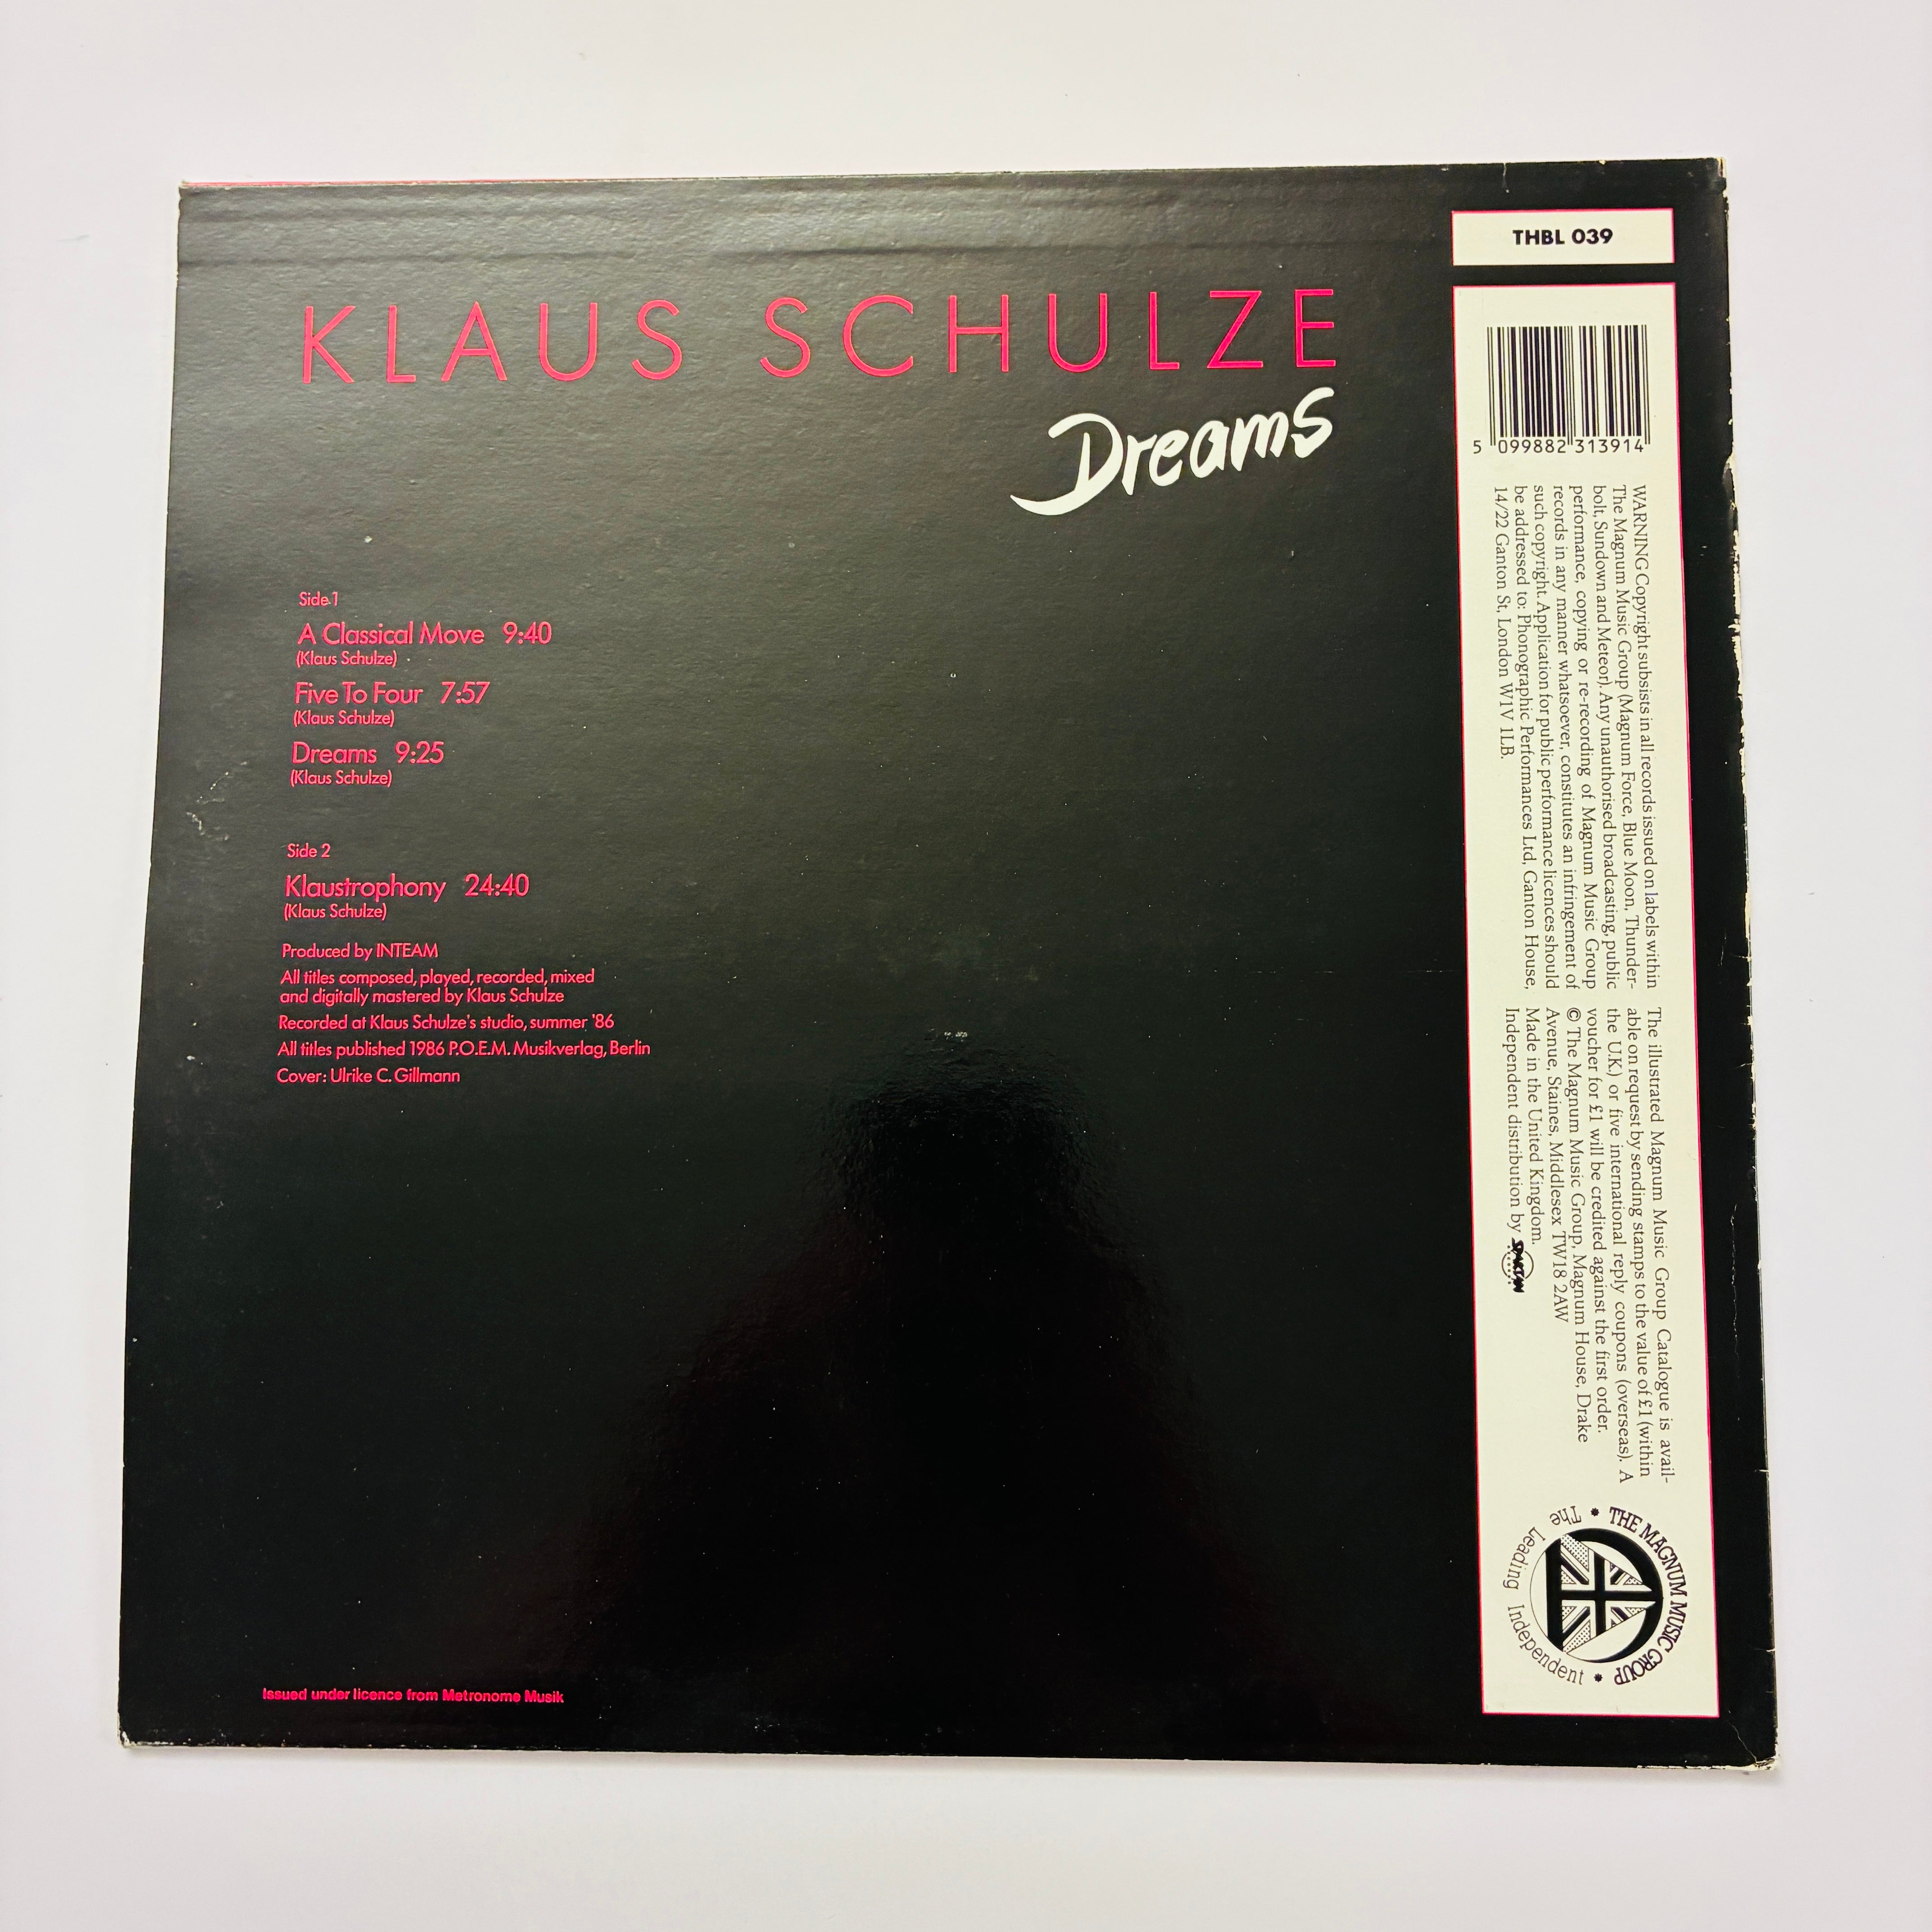 KLAUS SCHULZE
Dreams
Side 1
A Classical Move 9:40
(Klaus Schulze)
Five To Four 7:57
(Klaus Schulze)
Dreams 9:25
(Klaus Schulze)
Side 2
Klaustrophony 24:40
(Klaus Schulze)
Produced by INTEAM
All titles composed, played, recorded, mixed
and digitally mastered by Klaus Schulze
Recorded at Klaus Schulze's studio, summer '86
All titles published 1986 P.O.E.M. Musikverlag, Berlin
Cover: Ulrike C. Gillmann
Issued under licence from Metronome Musik
THBL 039
5 099882 313914
WARNING Copyright subsists in all records issued on labels within
The Magnum Music Group (Magnum Force, Blue Moon, Thunder-
bolt, Sundown and Meteor). Any unauthorised broadcasting, public
performance, copying or re-recording of Magnum Music Group
records in any manner whatsoever, constitutes an infringement of
such copyright. Application for public performance licences should
be addressed to: Phonographic Performances Ltd, Ganton House,
14/22 Ganton St, London W1V 1LB.
The illustrated Magnum Music Group Catalogue is avail-
able on request by sending stamps to the value of £1 (within
the U.K.) or five international reply coupons (overseas). A
voucher for £1 will be credited against the first order.
© The Magnum Music Group, Magnum House, Drake
Avenue, Staines, Middlesex TW18 2AW
Made in the United Kingdom.
Independent distribution by SPARTAN
THE MAGNUM MUSIC GROUP
The Leading Independent